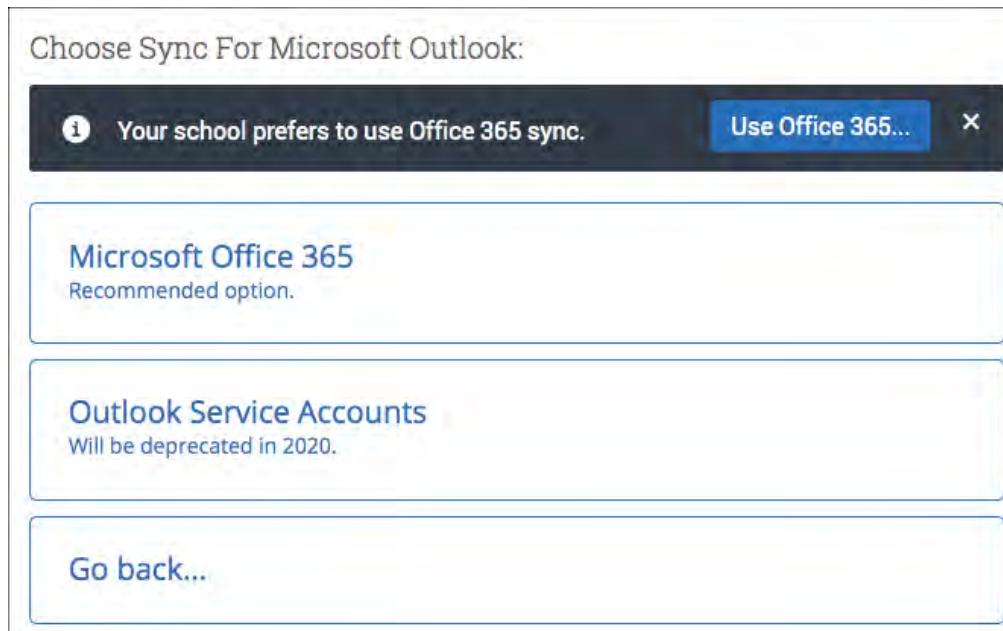 Choose Sync For Microsoft Outlook:
Your school prefers to use Office 365 sync.
Use Office 365...
Microsoft Office 365
Recommended option.
Outlook Service Accounts
Will be deprecated in 2020.
Go back...